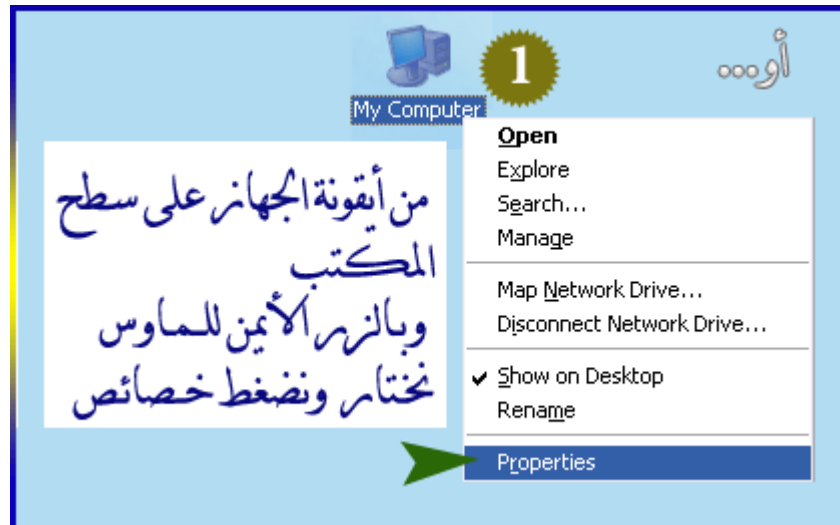 أو...
1
My Computer
من أيقونة الجهاز على سطح
المكتب
وبالزر الأيمن للماوس
نختار ونضغط خصائص
Open
Explore
Search...
Manage
Map Network Drive...
Disconnect Network Drive...
Show on Desktop
Rename
Properties